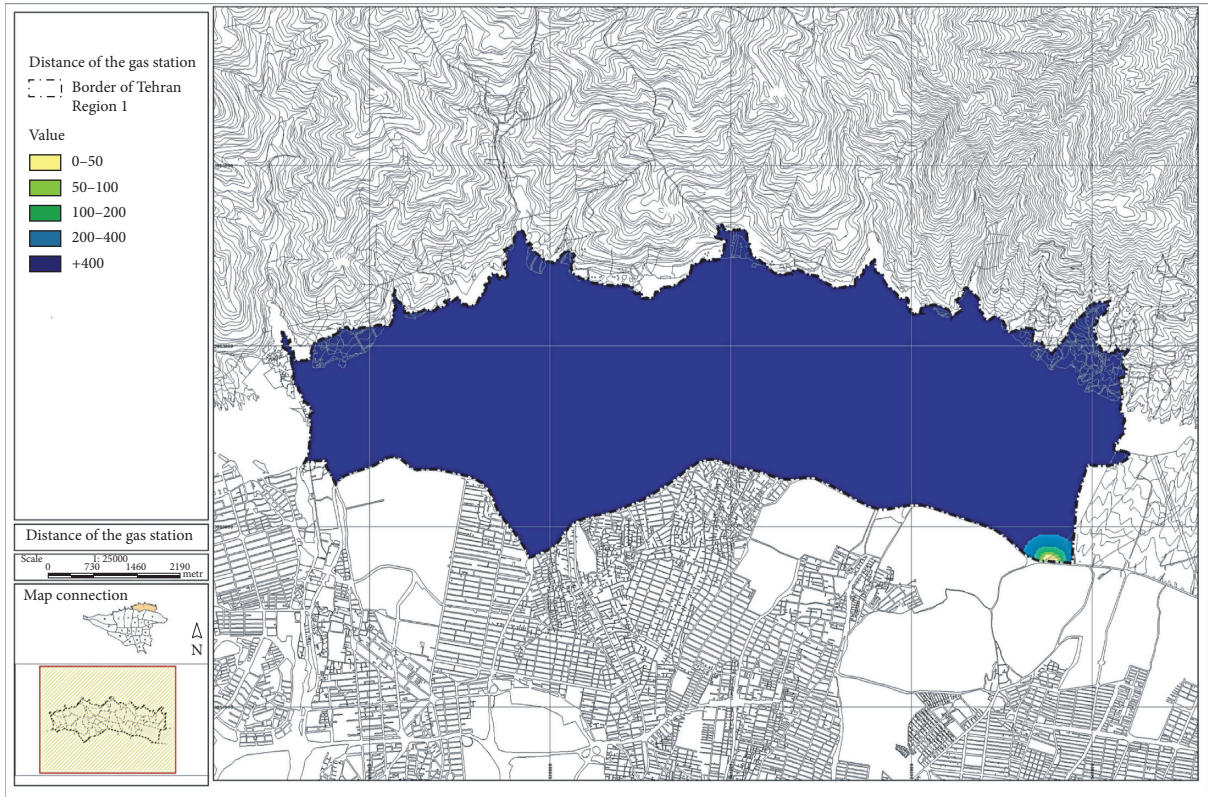 Distance of the gas station
Border of Tehran
Region 1
Value
0–50
50–100
100–200
200–400
+400
Distance of the gas station
Scale
1: 25000
0 730 1460 2190
metr
Map connection
N